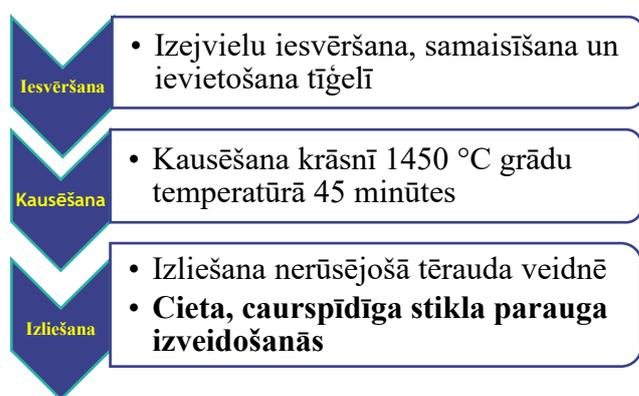 Iesvēršana
• Izejvielu iesvēršana, samaisīšana un
ievietošana tīģelī
Kausēšana
• Kausēšana krāsnī 1450 °C grādu
temperatūrā 45 minūtes
Izliešana
• Izliešana nerūsējošā tērauda veidnē
• Cieta, caurspīdīga stikla parauga
izveidošanās